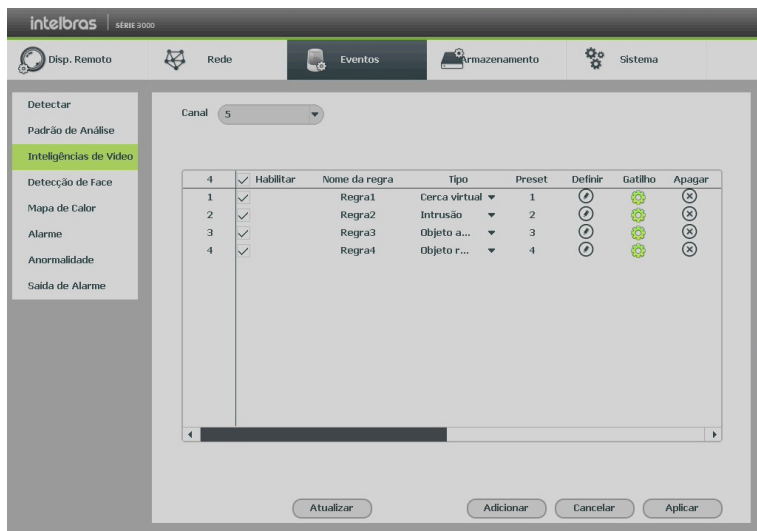 intelbras SÉRIE 3000
Disp. Remoto Rede Eventos Armazenamento Sistema
Detectar
Padrão de Análise
Inteligências de Vídeo
Detecção de Face
Mapa de Calor
Alarme
Anormalidade
Saída de Alarme
Canal 5
4 Habilitar Nome da regra Tipo Preset Definir Gatilho Apagar
1 Regra1 Cerca virtual 1
2 Regra2 Intrusão 2
3 Regra3 Objeto a... 3
4 Regra4 Objeto r... 4
Atualizar Adicionar Cancelar Aplicar